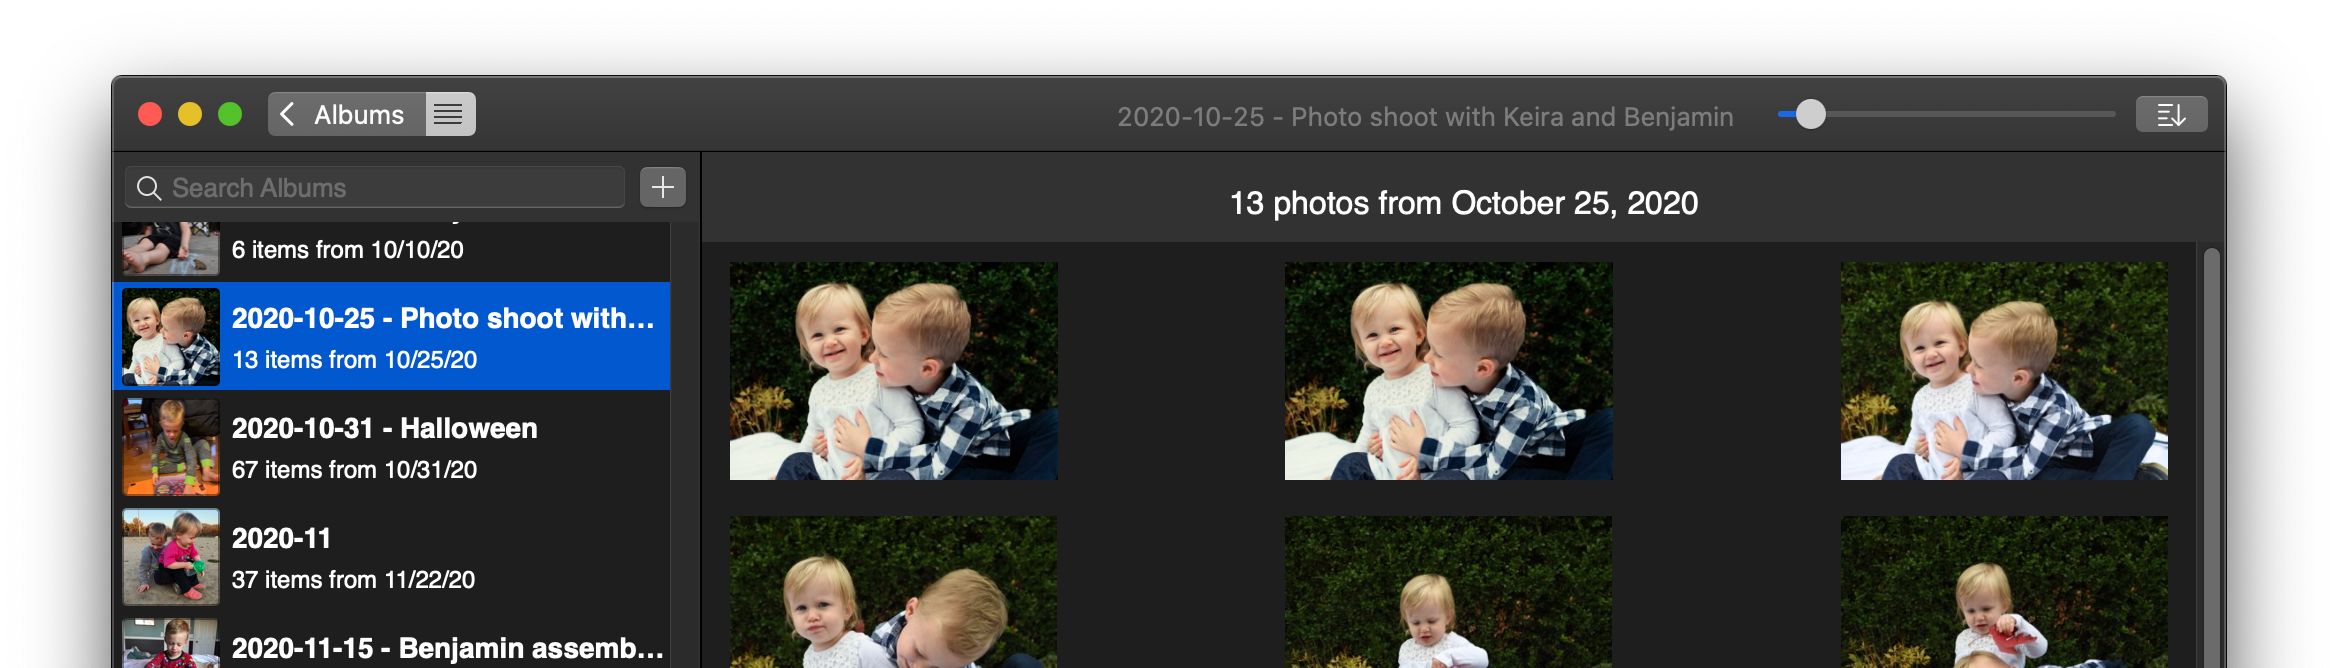 Albums
2020-10-25 - Photo shoot with Keira and Benjamin
Search Albums
13 photos from October 25, 2020
6 items from 10/10/20
2020-10-25 - Photo shoot with...
13 items from 10/25/20
2020-10-31 - Halloween
67 items from 10/31/20
2020-11
37 items from 11/22/20
2020-11-15 - Benjamin assemb...